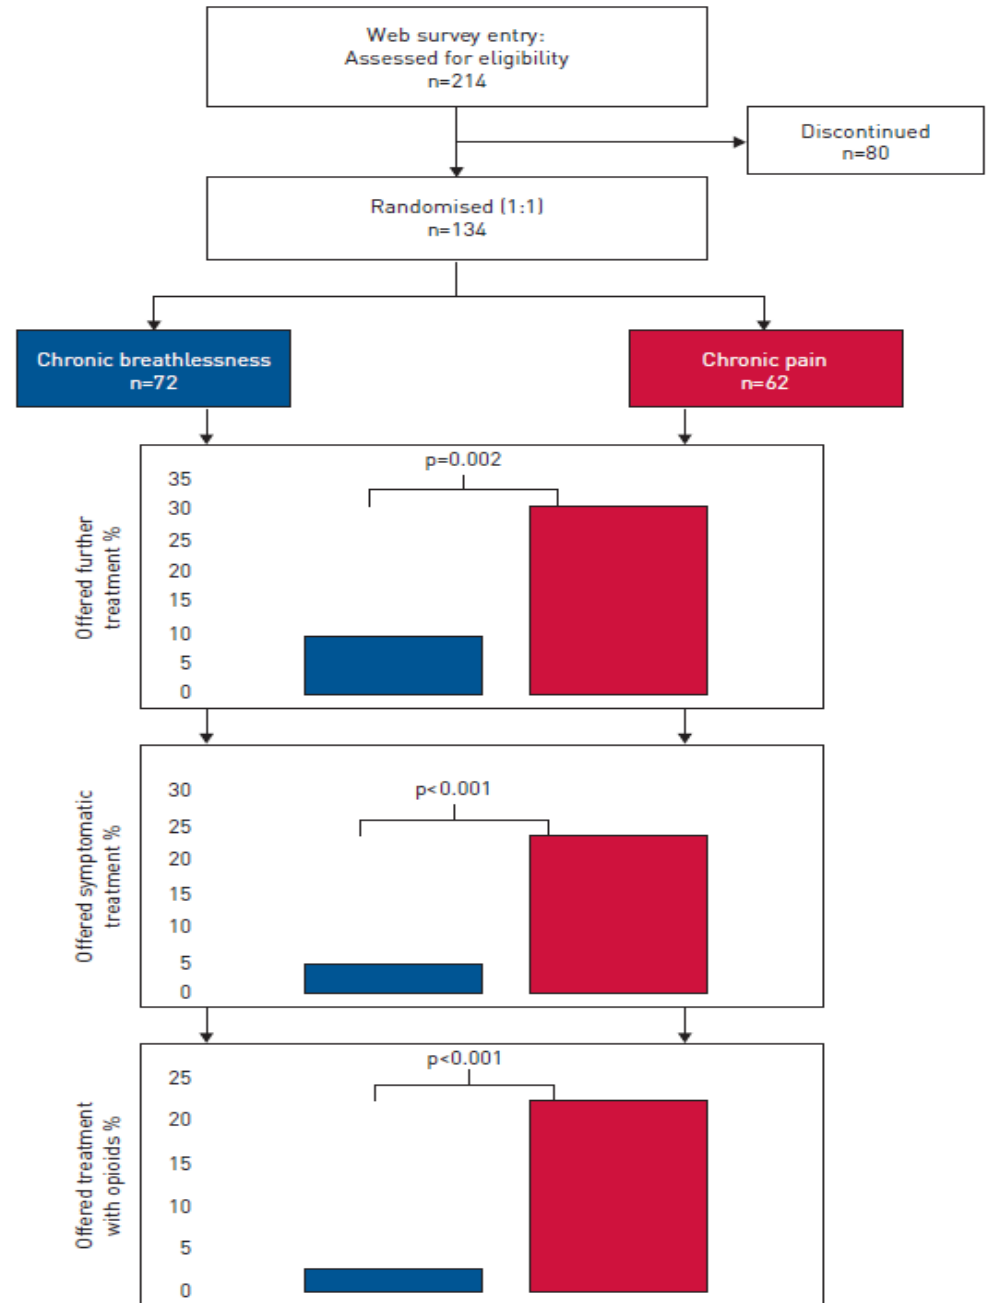 Web survey entry:
Assessed for eligibility
n=214
Discontinued
n=80
Randomised (1:1)
n=134
Chronic breathlessness
n=72
Chronic pain
n=62
Offered further
treatment %
p=0.002
35
30
25
20
15
10
5
0
Offered symptomatic
treatment %
p<0.001
30
25
20
15
10
5
0
Offered treatment
with opioids %
p<0.001
25
20
15
10
5
0